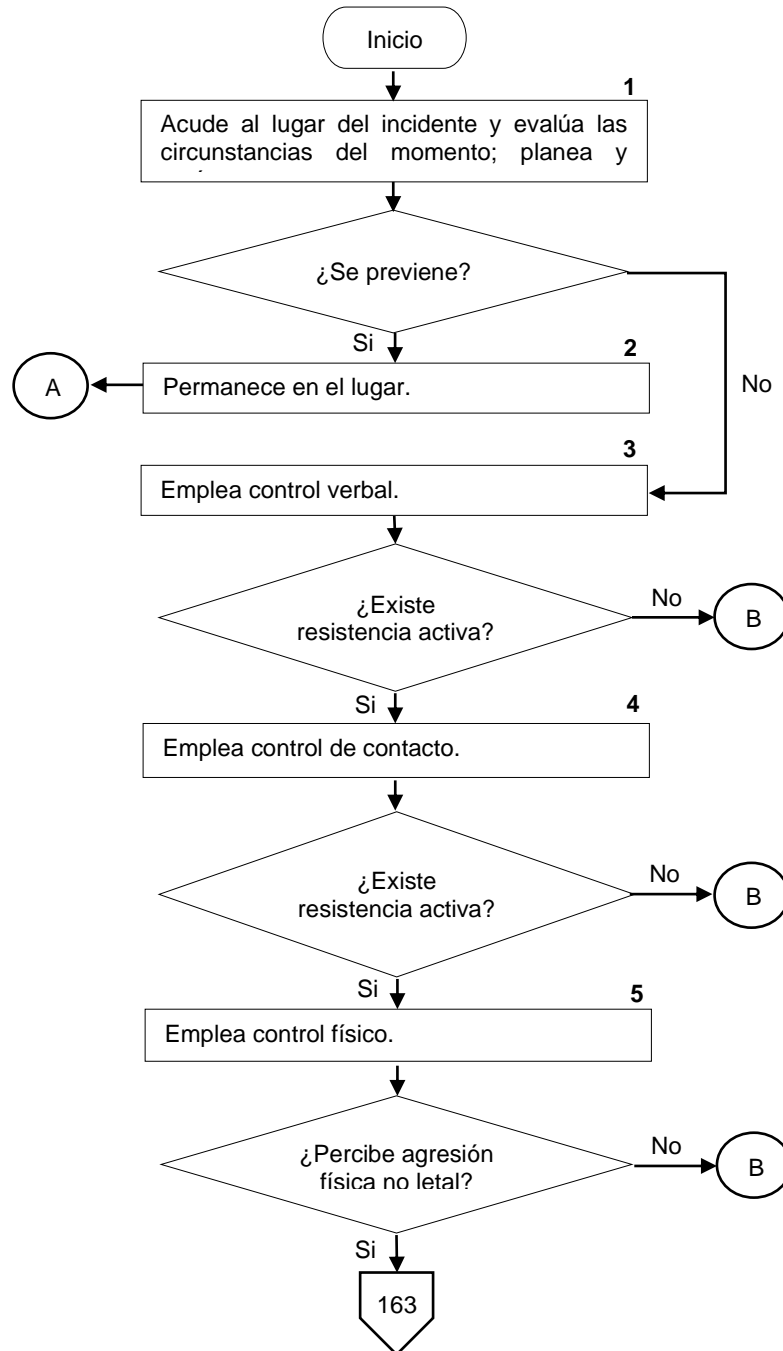 Inicio
1
Acude al lugar del incidente y evalúa las
circunstancias del momento; planea y
¿Se previene?
Si
No
2
A
Permanece en el lugar.
3
Emplea control verbal.
¿Existe
resistencia activa?
No
B
Si
4
Emplea control de contacto.
¿Existe
resistencia activa?
No
B
Si
5
Emplea control físico.
¿Percibe agresión
física no letal?
No
B
Si
163